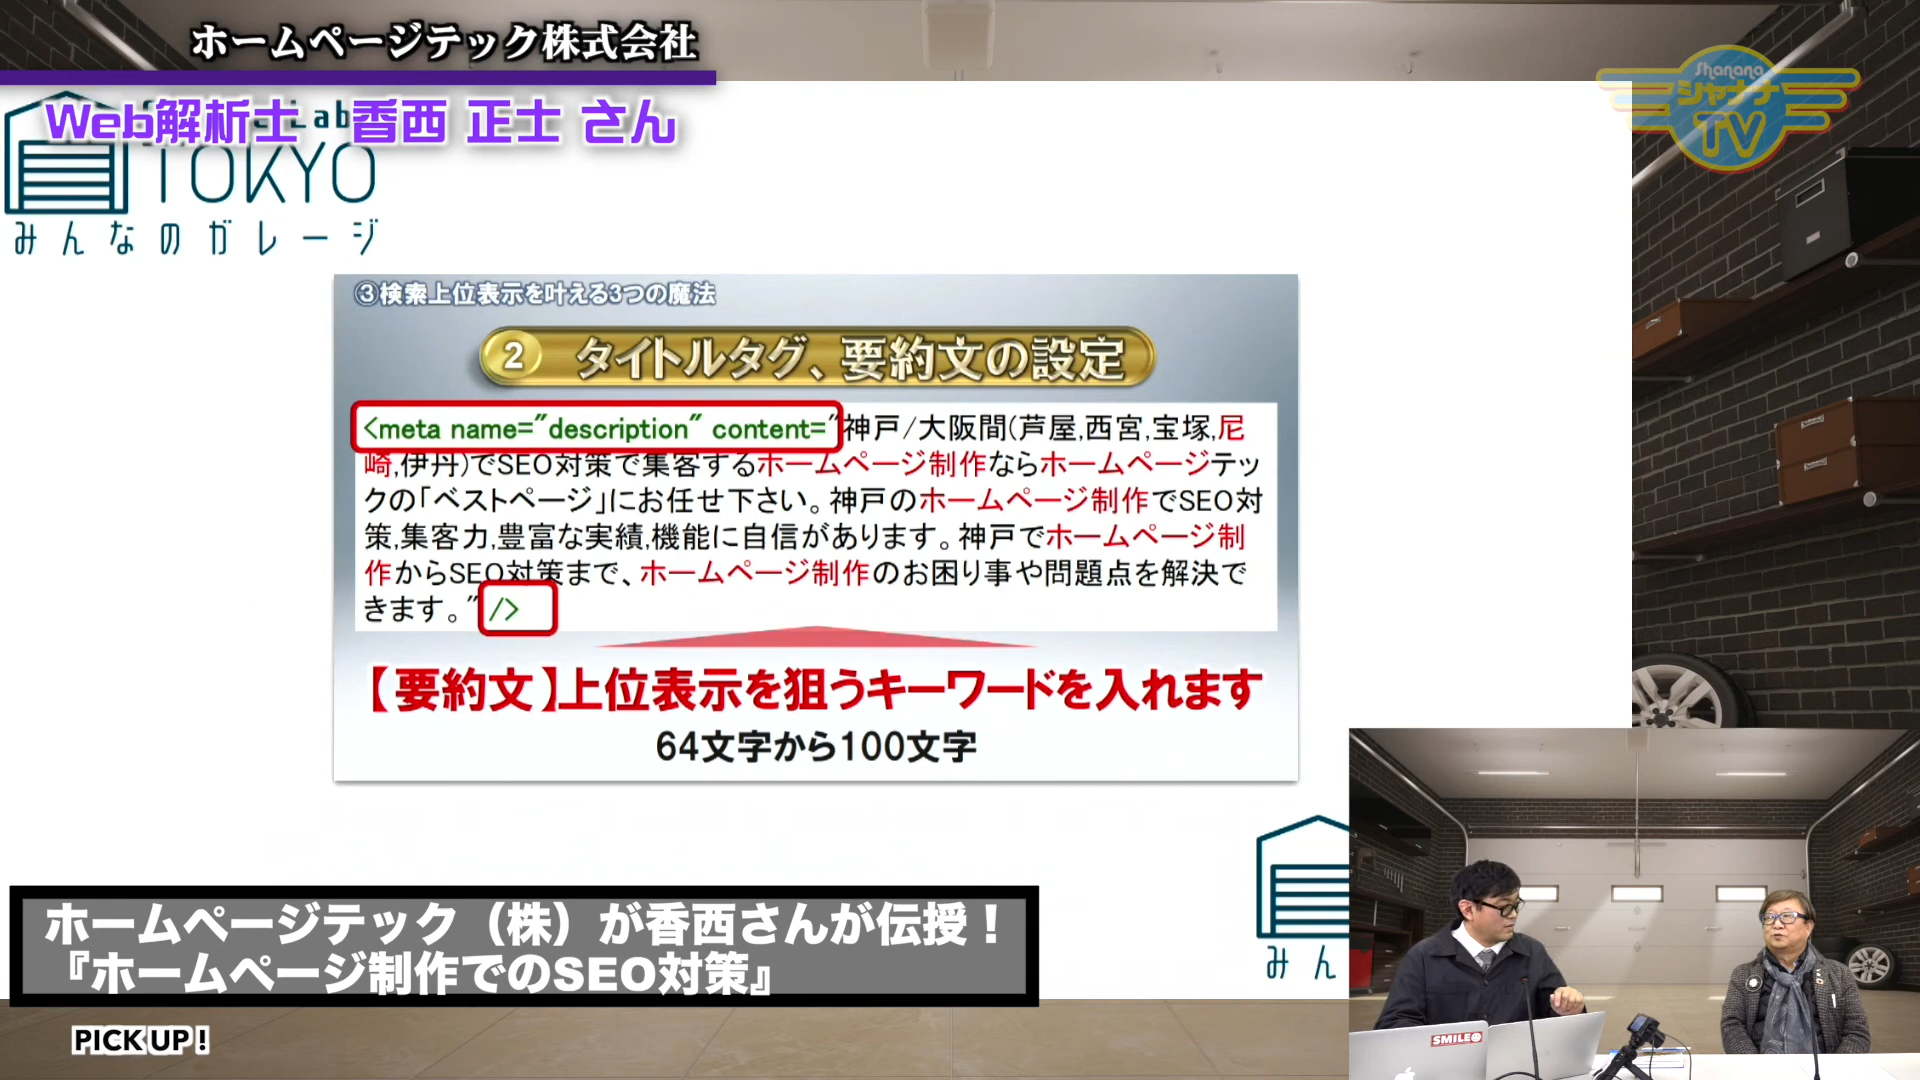 ホームページテック株式会社
Web解析士 香西 正士 さん
Lab
TOKYO
みんなのガレージ
Shanana
シャナナ
TV
③検索上位表示を叶える3つの魔法
2 タイトルタグ、要約文の設定
<meta name="description" content="神戸/大阪間(芦屋,西宮,宝塚,尼
崎,伊丹)でSEO対策で集客するホームページ制作ならホームページテッ
クの「ベストページ」にお任せ下さい。神戸のホームページ制作でSEO対
策,集客力,豊富な実績,機能に自信があります。神戸でホームページ制
作からSEO対策まで、ホームページ制作のお困り事や問題点を解決で
きます。"/>
【要約文】上位表示を狙うキーワードを入れます
64文字から100文字
みん
ホームページテック（株）が香西さんが伝授！
『ホームページ制作でのSEO対策』
PICK UP！
SMILE